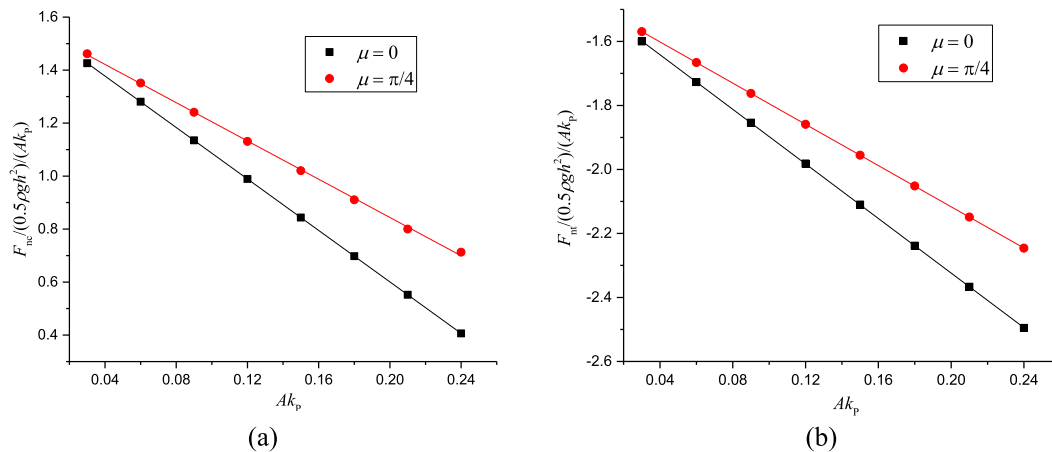 1.6
1.4
1.2
1.0
0.8
0.6
0.4
F_nc/(0.5ρgh²)/(Ak_P)
μ = 0
μ = π/4
0.04 0.08 0.12 0.16 0.20 0.24
Ak_P
(a)
-1.6
-1.8
-2.0
-2.2
-2.4
-2.6
F_nt/(0.5ρgh²)/(Ak_P)
μ = 0
μ = π/4
0.04 0.08 0.12 0.16 0.20 0.24
Ak_P
(b)